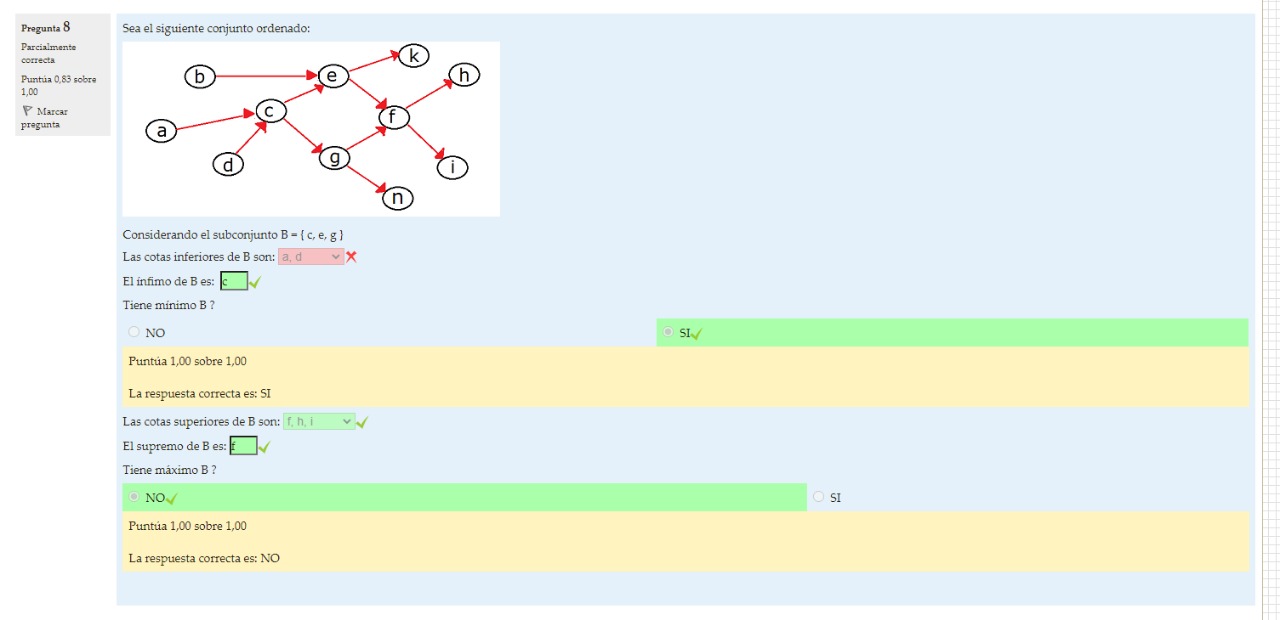 Pregunta 8
Parcialmente
correcta
Puntúa 0,83 sobre
1,00
Marcar
pregunta
Sea el siguiente conjunto ordenado:
k
b
e
h
c
f
a
g
d
i
n
Considerando el subconjunto B = { c, e, g }
Las cotas inferiores de B son: a, d
El ínfimo de B es: c
Tiene mínimo B ?
NO
SI
Puntúa 1,00 sobre 1,00
La respuesta correcta es: SI
Las cotas superiores de B son: f, h, i
El supremo de B es: f
Tiene máximo B ?
NO
SI
Puntúa 1,00 sobre 1,00
La respuesta correcta es: NO